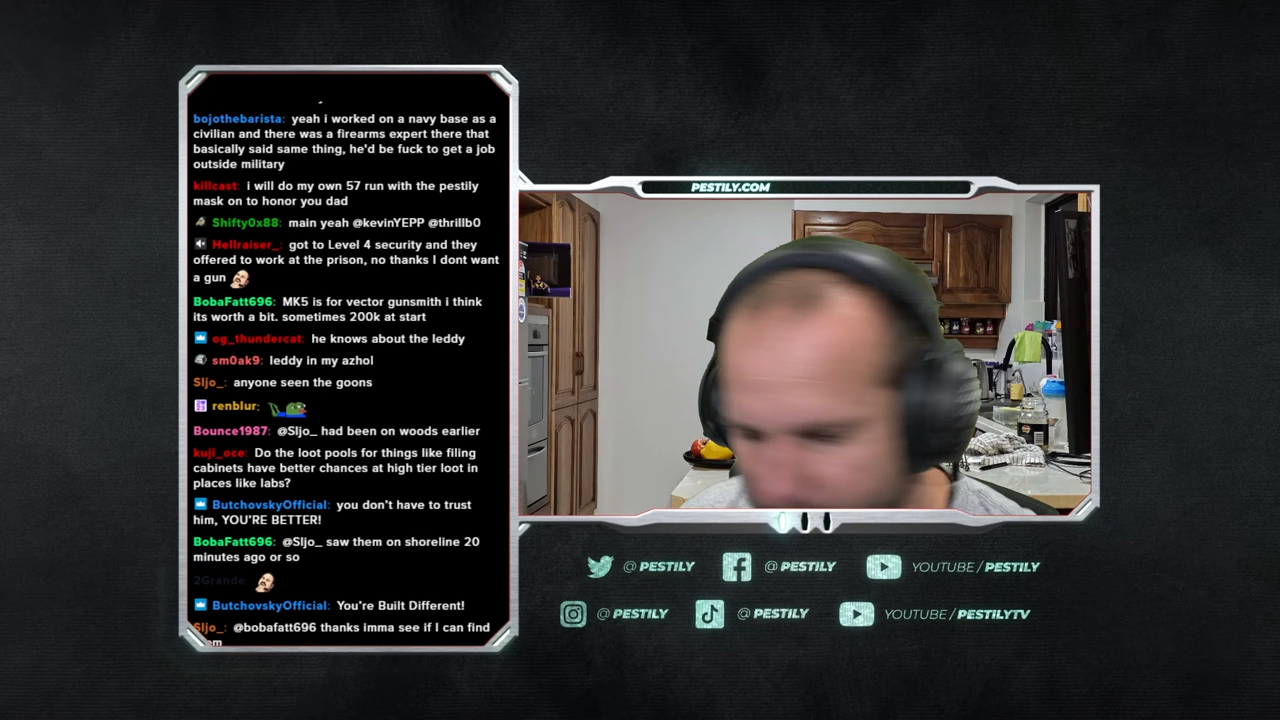 bojothebarista: yeah i worked on a navy base as a
civilian and there was a firearms expert there that
basically said same thing, he'd be fuck to get a job
outside military
killcast: i will do my own 57 run with the pestily
mask on to honor you dad
Shifty0x88: main yeah @kevinYEPP @thrillb0
Hellraiser_: got to Level 4 security and they
offered to work at the prison, no thanks I dont want
a gun
BobaFatt696: MK5 is for vector gunsmith i think
its worth a bit. sometimes 200k at start
og_thundercat: he knows about the leddy
sm0ak9: leddy in my azhol
Sljo_: anyone seen the goons
renblur:
Bounce1987: @Sljo_ had been on woods earlier
kuji_oce: Do the loot pools for things like filing
cabinets have better chances at high tier loot in
places like labs?
ButchovskyOfficial: you don't have to trust
him, YOU'RE BETTER!
BobaFatt696: @Sljo_ saw them on shoreline 20
minutes ago or so
2Grande:
ButchovskyOfficial: You're Built Different!
Sljo_: @bobafatt696 thanks imma see if I can find
PESTILY.COM
@PESTILY @PESTILY YOUTUBE/PESTILY
@PESTILY @PESTILY YOUTUBE/PESTILYTV